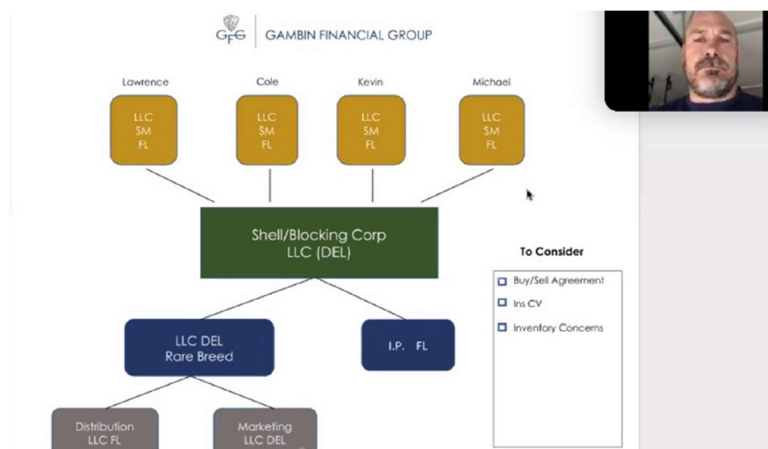 GFG
GAMBIN FINANCIAL GROUP
Lawrence
Cole
Kevin
Michael
LLC
SM
FL
LLC
SM
FL
LLC
SM
FL
LLC
SM
FL
Shell/Blocking Corp
LLC (DEL)
To Consider
Buy/Sell Agreement
Ins CV
Inventory Concerns
LLC DEL
Rare Breed
I.P. FL
Distribution
LLC FL
Marketing
LLC DEL